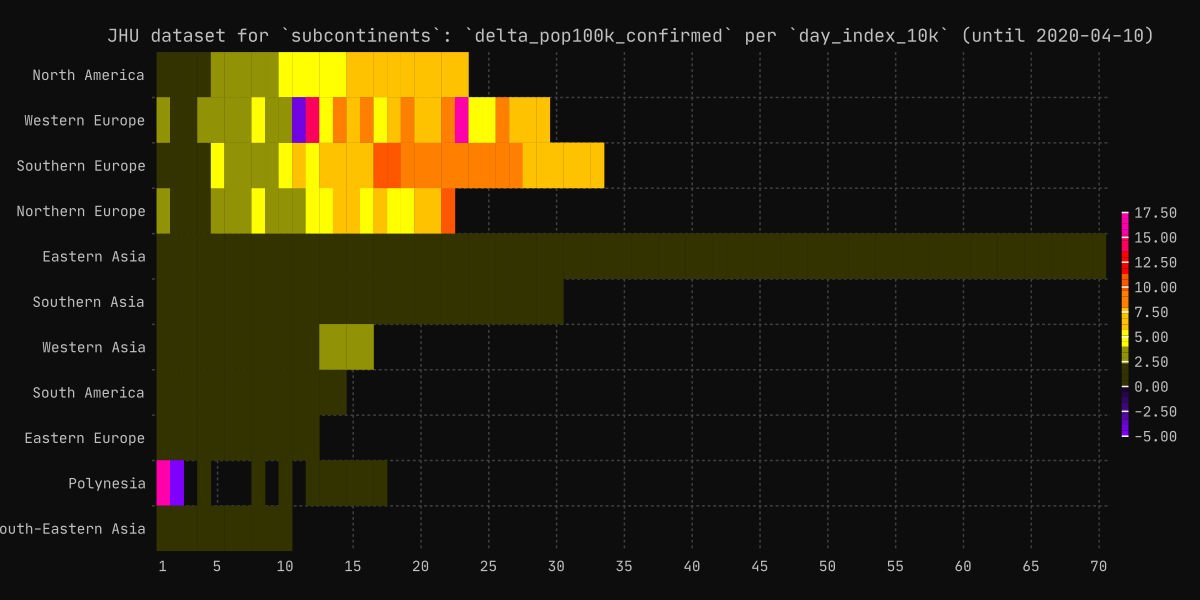 JHU dataset for `subcontinents`: `delta_pop100k_confirmed` per `day_index_10k` (until 2020-04-10)
North America
Western Europe
Southern Europe
Northern Europe
Eastern Asia
Southern Asia
Western Asia
South America
Eastern Europe
Polynesia
outh-Eastern Asia
1 5 10 15 20 25 30 35 40 45 50 55 60 65 70
17.50
15.00
12.50
10.00
7.50
5.00
2.50
0.00
-2.50
-5.00